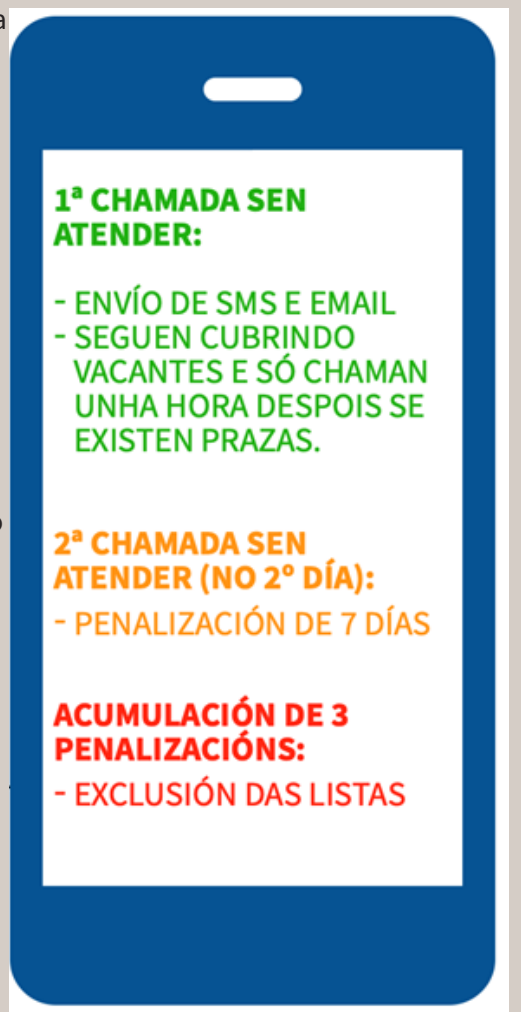 a
1ª CHAMADA SEN
ATENDER:
- ENVÍO DE SMS E EMAIL
- SEGUEN CUBRINDO
VACANTES E SÓ CHAMAN
UNHA HORA DESPOIS SE
EXISTEN PRAZAS.
2ª CHAMADA SEN
ATENDER (NO 2º DÍA):
- PENALIZACIÓN DE 7 DÍAS
ACUMULACIÓN DE 3
PENALIZACIÓNS:
- EXCLUSIÓN DAS LISTAS